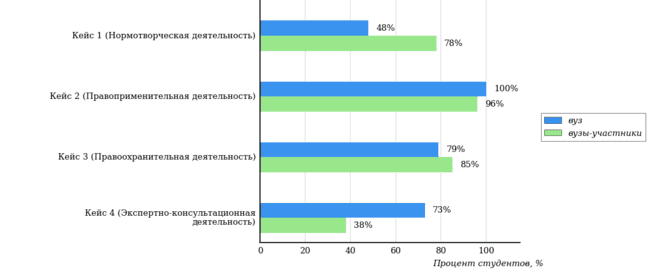 Кейс 1 (Нормотворческая деятельность)
48%
78%
Кейс 2 (Правоприменительная деятельность)
100%
96%
Кейс 3 (Правоохранительная деятельность)
79%
85%
Кейс 4 (Экспертно-консультационная
деятельность)
73%
38%
0 20 40 60 80 100
Процент студентов, %
вуз
вузы-участники